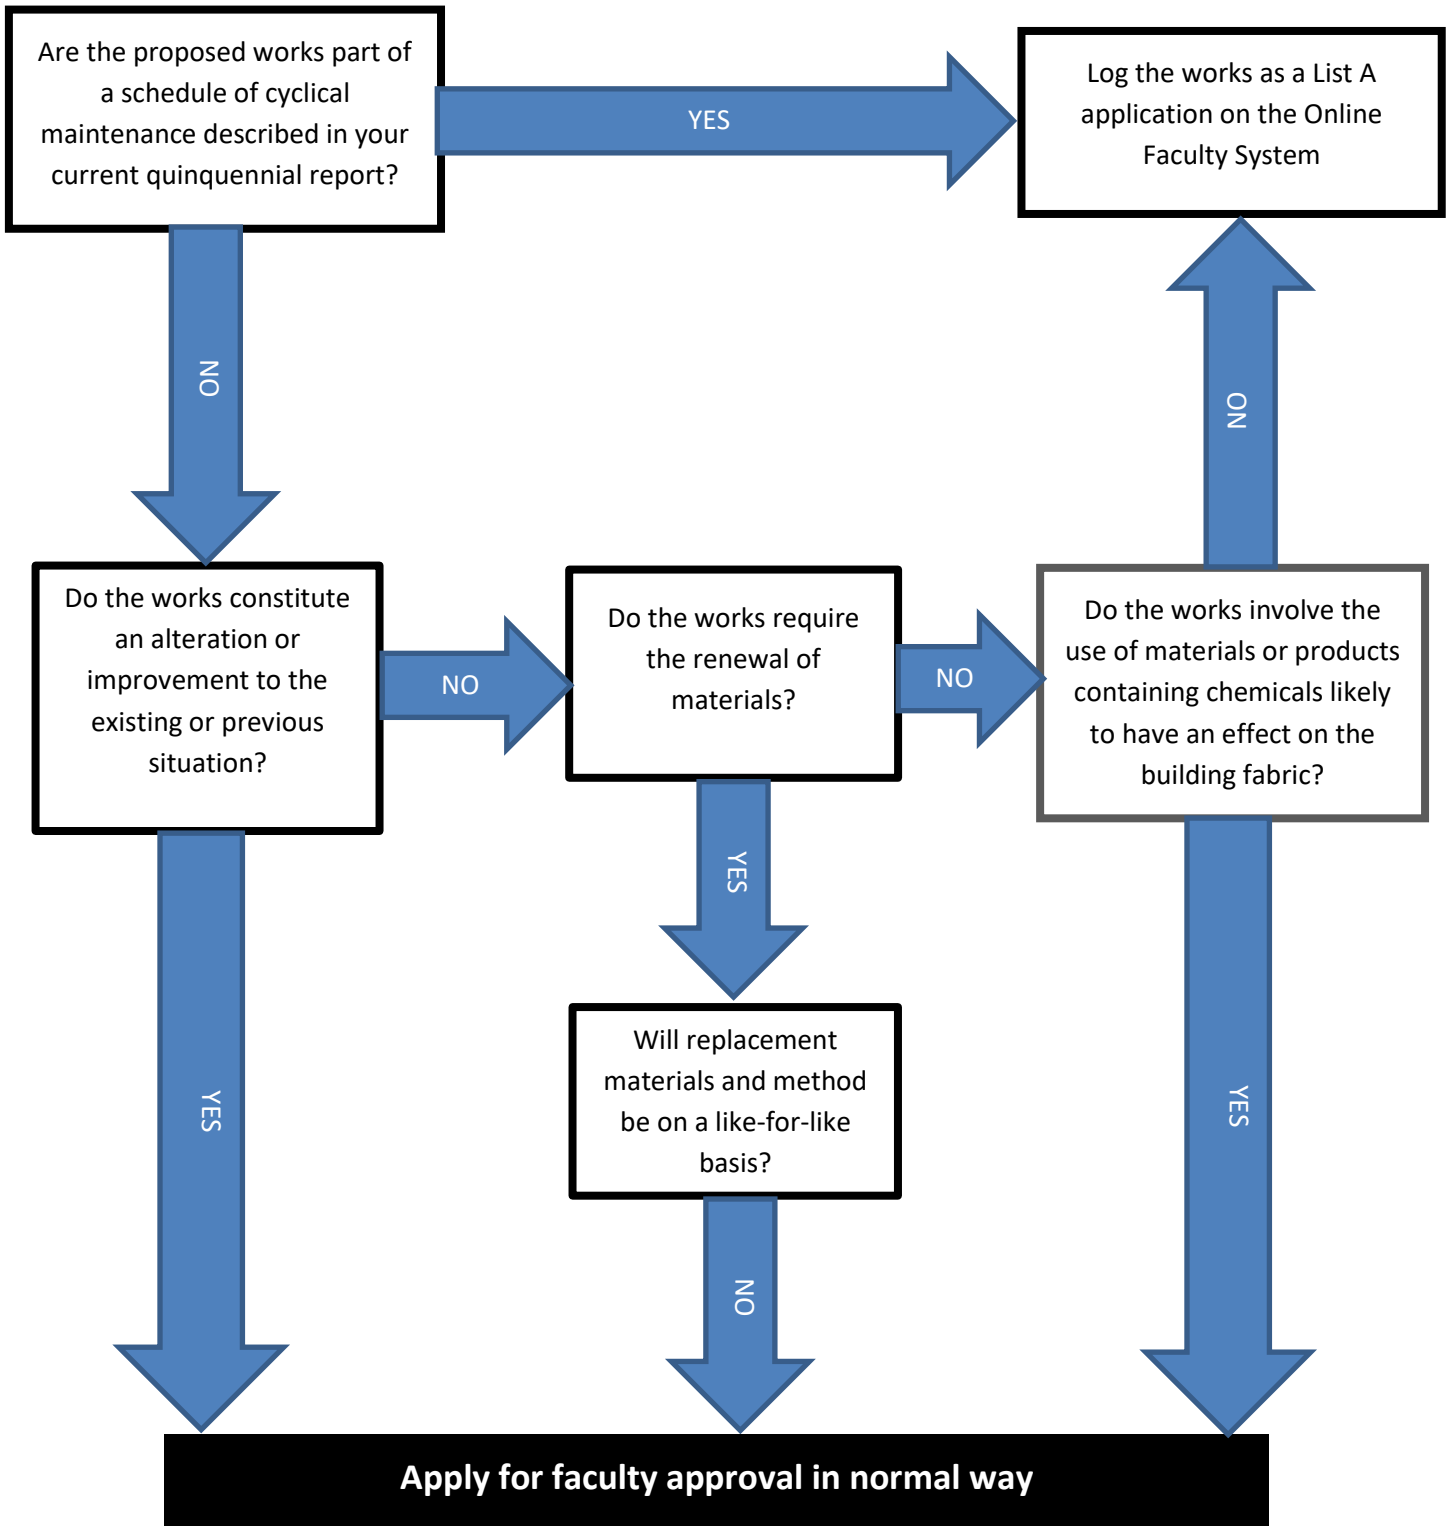 Are the proposed works part of
a schedule of cyclical
maintenance described in your
current quinquennial report?
YES
Log the works as a List A
application on the Online
Faculty System
NO
NO
Do the works constitute
an alteration or
improvement to the
existing or previous
situation?
NO
Do the works require
the renewal of
materials?
NO
Do the works involve the
use of materials or products
containing chemicals likely
to have an effect on the
building fabric?
YES
YES
Will replacement
materials and method
be on a like-for-like
basis?
YES
NO
Apply for faculty approval in normal way